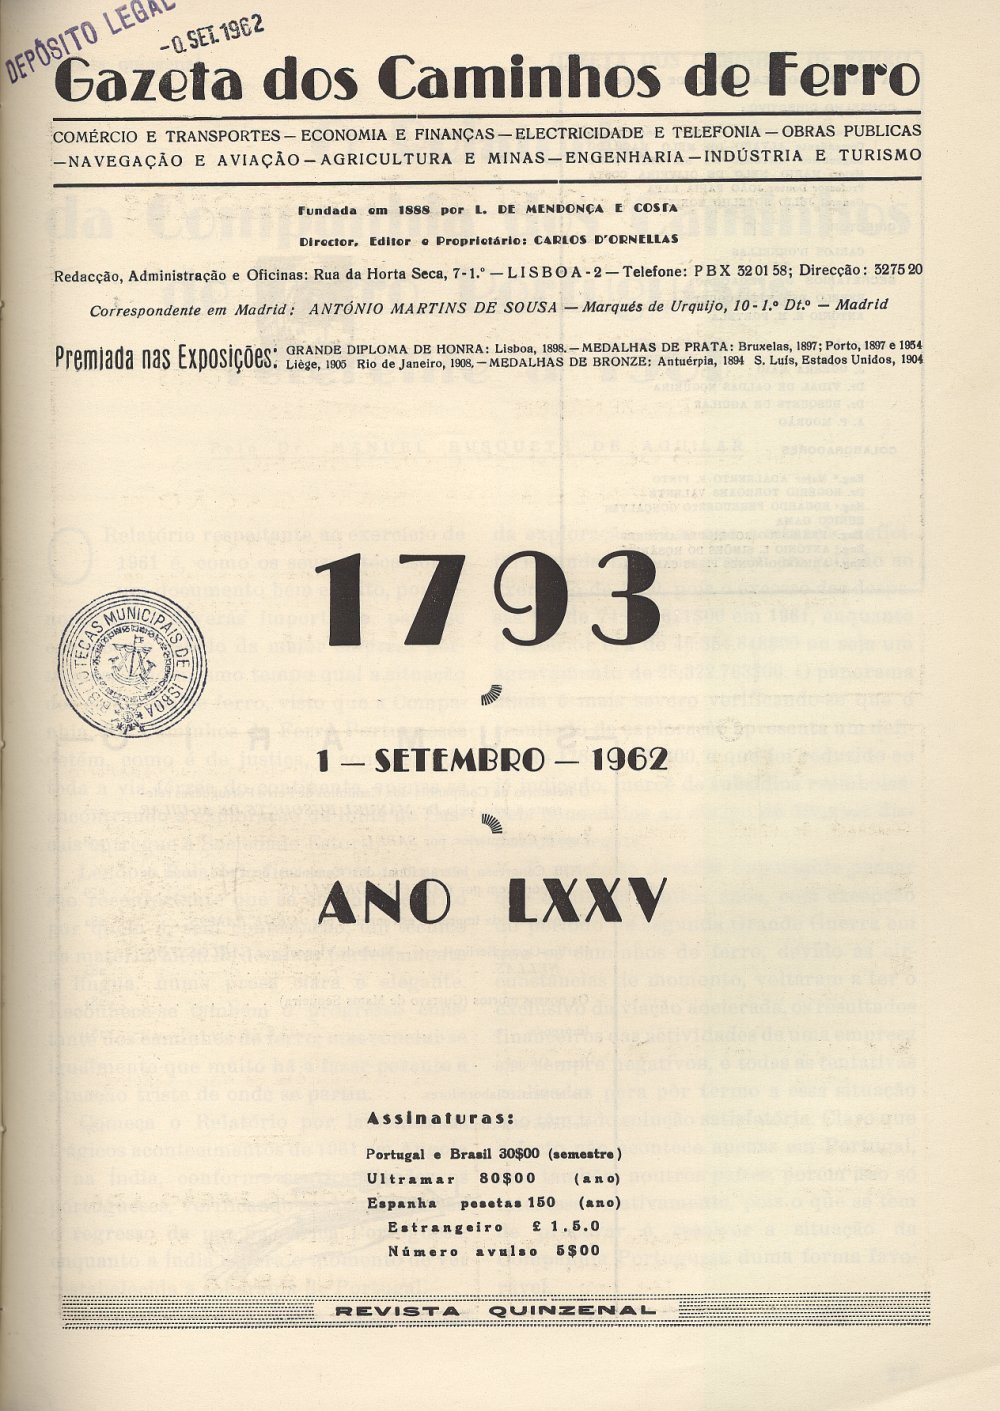 DEPÓSITO LEGAL
SET. 1962
Gazeta dos Caminhos de Ferro
COMÉRCIO E TRANSPORTES — ECONOMIA E FINANÇAS — ELECTRICIDADE E TELEFONIA — OBRAS PUBLICAS
— NAVEGAÇÃO E AVIAÇÃO — AGRICULTURA E MINAS — ENGENHARIA — INDÚSTRIA E TURISMO
Fundada em 1888 por L. DE MENDONÇA E COSTA
Director, Editor e Proprietário: CARLOS D'ORNELLAS
Redacção, Administração e Oficinas: Rua da Horta Seca, 7-1.º — LISBOA-2 — Telefone: PBX 320158; Direcção: 327520
Correspondente em Madrid: ANTÓNIO MARTINS DE SOUSA — Marqués de Urquijo, 10-1.º Dt.º — Madrid
Premiada nas Exposições:
GRANDE DIPLOMA DE HONRA: Lisboa, 1898. — MEDALHAS DE PRATA: Bruxelas, 1897; Porto, 1897 e 1954
Liège, 1905 Rio de Janeiro, 1908, — MEDALHAS DE BRONZE: Antuérpia, 1894 S. Luís, Estados Unidos, 1904
1793
BIBLIOTECAS MUNICIPAIS DE LISBOA
1 — SETEMBRO — 1962
ANO LXXV
Assinaturas:
Portugal e Brasil 30$00 (semestre)
Ultramar 80$00 (ano)
Espanha pesetas 150 (ano)
Estrangeiro £ 1.5.0
Número avulso 5$00
REVISTA QUINZENAL